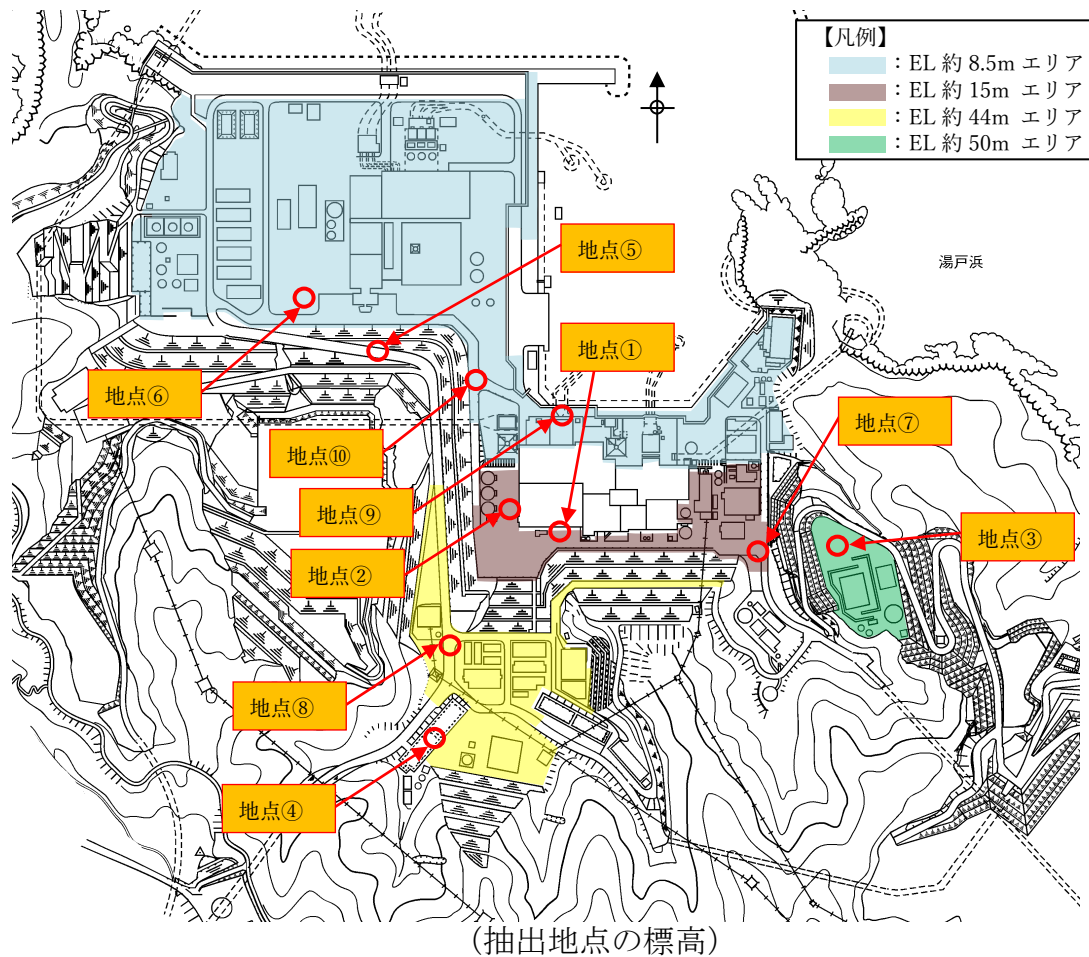 【凡例】
：EL 約 8.5m エリア
：EL 約 15m エリア
：EL 約 44m エリア
：EL 約 50m エリア
地点⑤
湯戸浜
地点①
地点⑥
地点⑦
地点⑩
地点⑨
地点③
地点②
地点⑧
地点④
(抽出地点の標高)